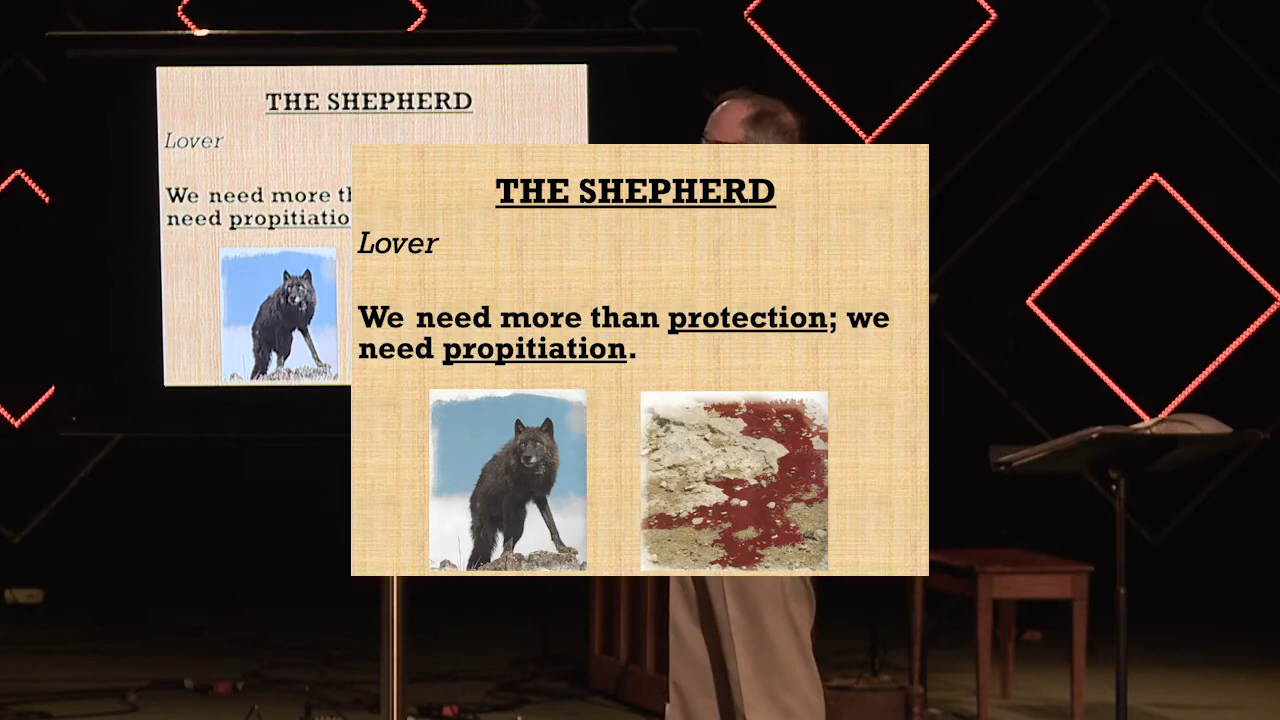 THE SHEPHERD
Lover
We need more th
need propitiatio
THE SHEPHERD
Lover
We need more than protection; we
need propitiation.